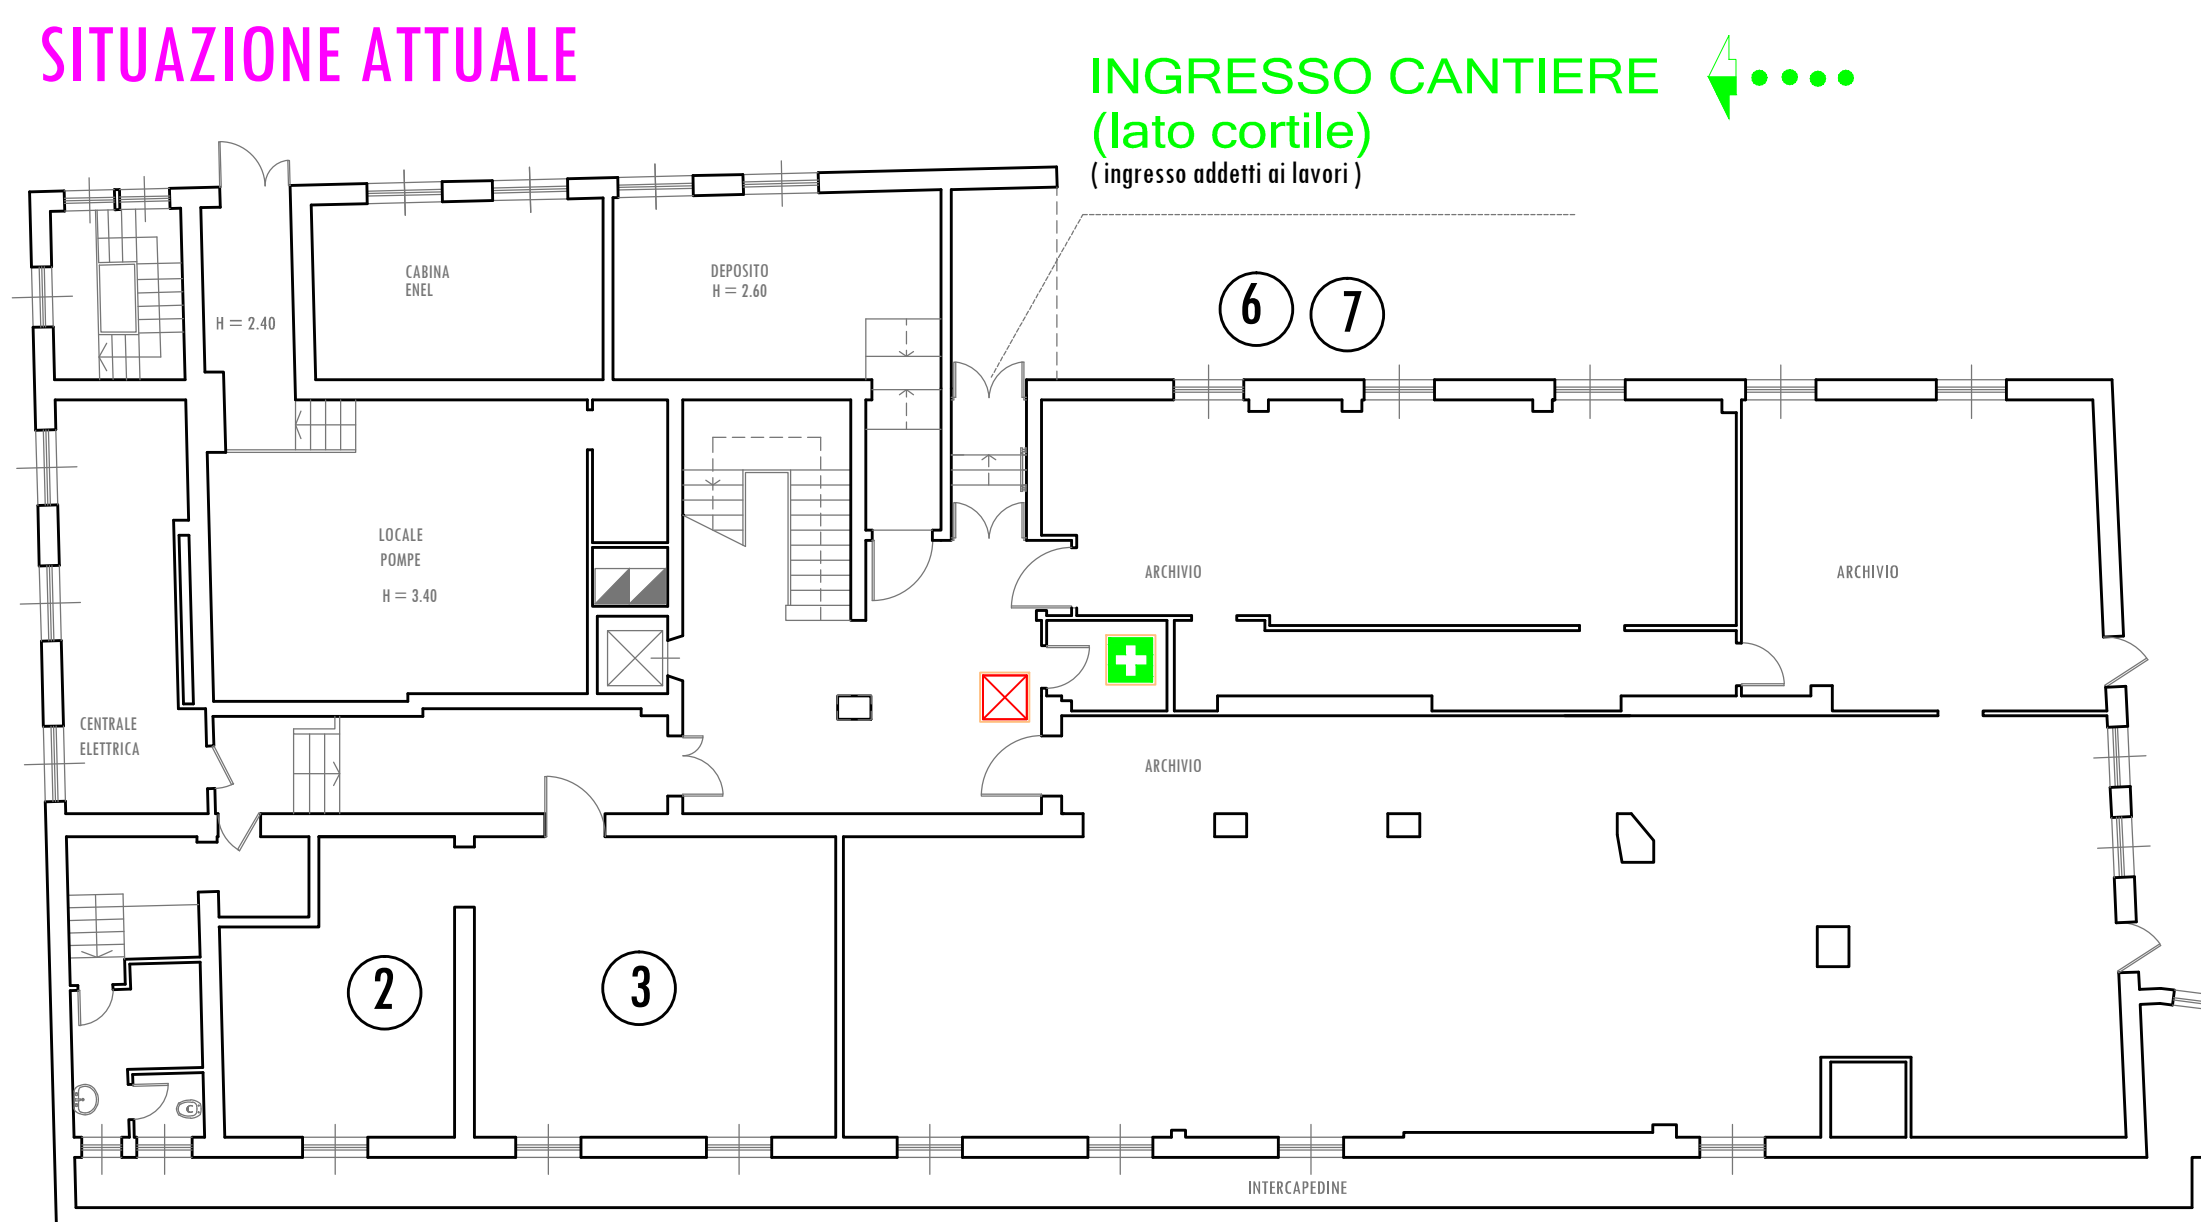 SITUAZIONE ATTUALE
INGRESSO CANTIERE
(lato cortile)
( ingresso addetti ai lavori )
CABINA
ENEL
DEPOSITO
H = 2.60
H = 2.40
6
7
LOCALE
POMPE
H = 3.40
ARCHIVIO
ARCHIVIO
CENTRALE
ELETTRICA
ARCHIVIO
2
3
C
INTERCAPEDINE